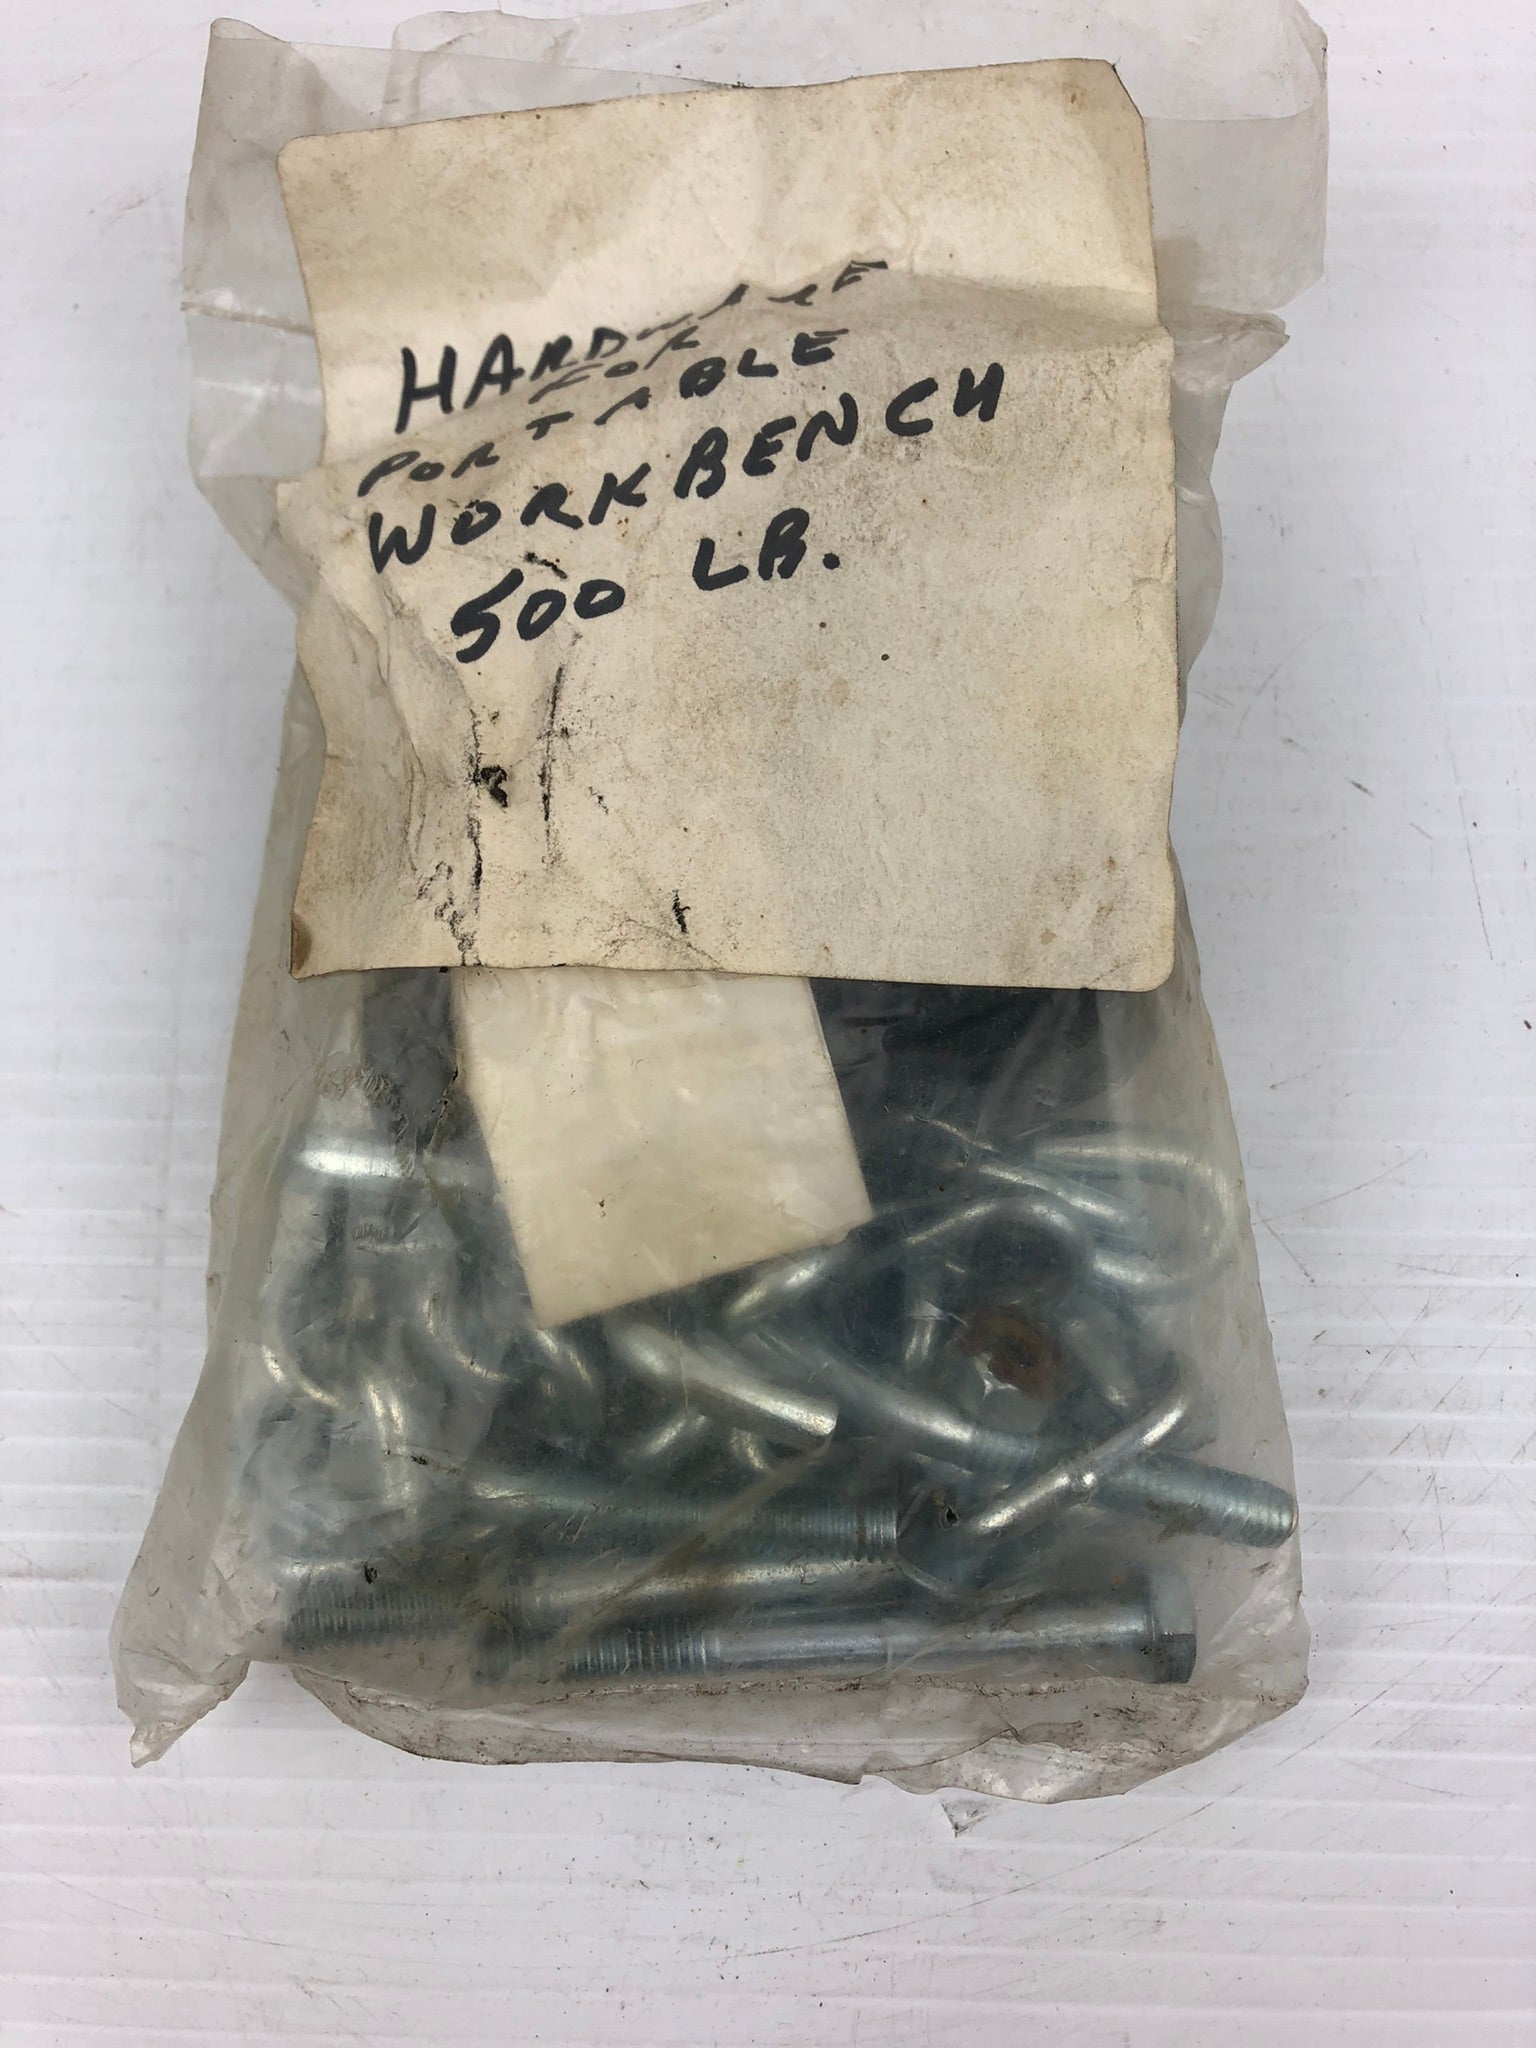 HARDWARE
FOR
PORTABLE
WORKBENCH
500 LB.